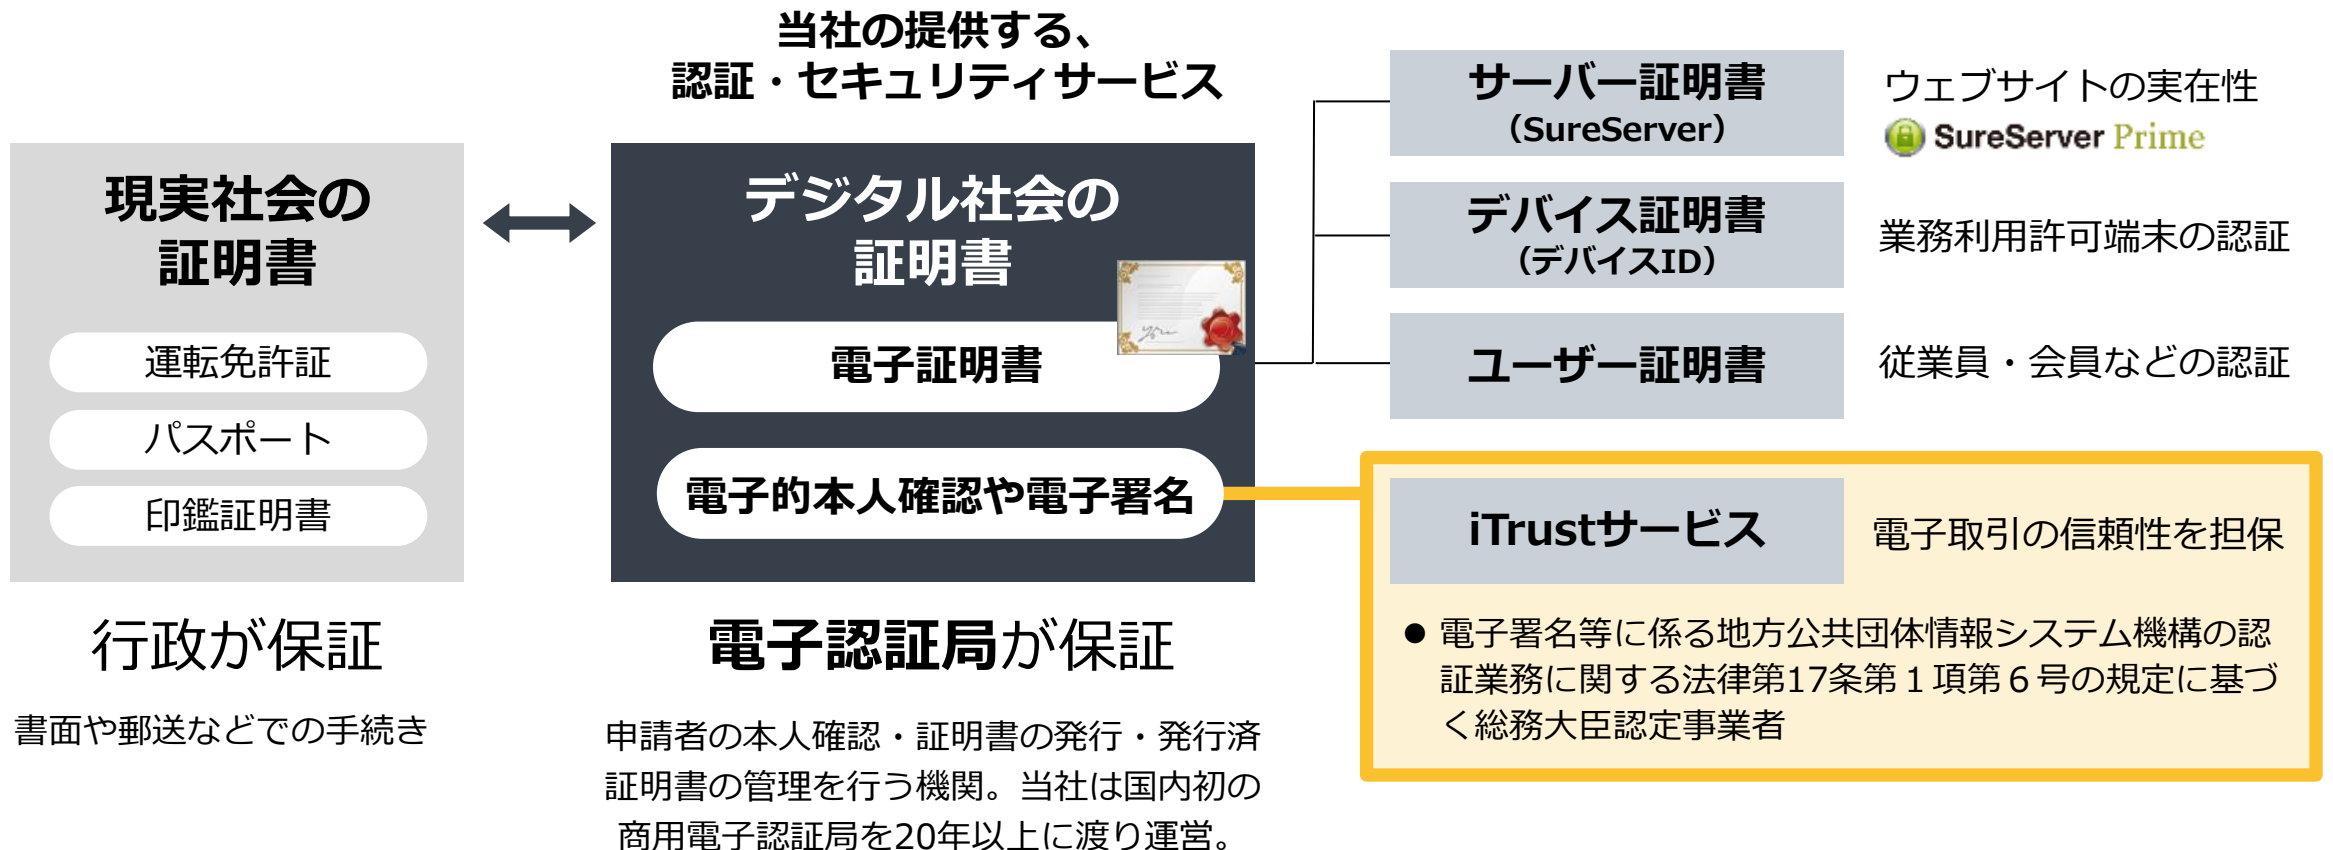 当社の提供する、
認証・セキュリティサービス
現実社会の
証明書
運転免許証
パスポート
印鑑証明書
行政が保証
書面や郵送などでの手続き
デジタル社会の
証明書
電子証明書
電子的本人確認や電子署名
電子認証局が保証
申請者の本人確認・証明書の発行・発行済
証明書の管理を行う機関。当社は国内初の
商用電子認証局を20年以上に渡り運営。
サーバー証明書
（SureServer）
ウェブサイトの実在性
SureServer Prime
デバイス証明書
（デバイスID）
業務利用許可端末の認証
ユーザー証明書
従業員・会員などの認証
iTrustサービス
電子取引の信頼性を担保
● 電子署名等に係る地方公共団体情報システム機構の認
証業務に関する法律第17条第１項第６号の規定に基づ
く総務大臣認定事業者